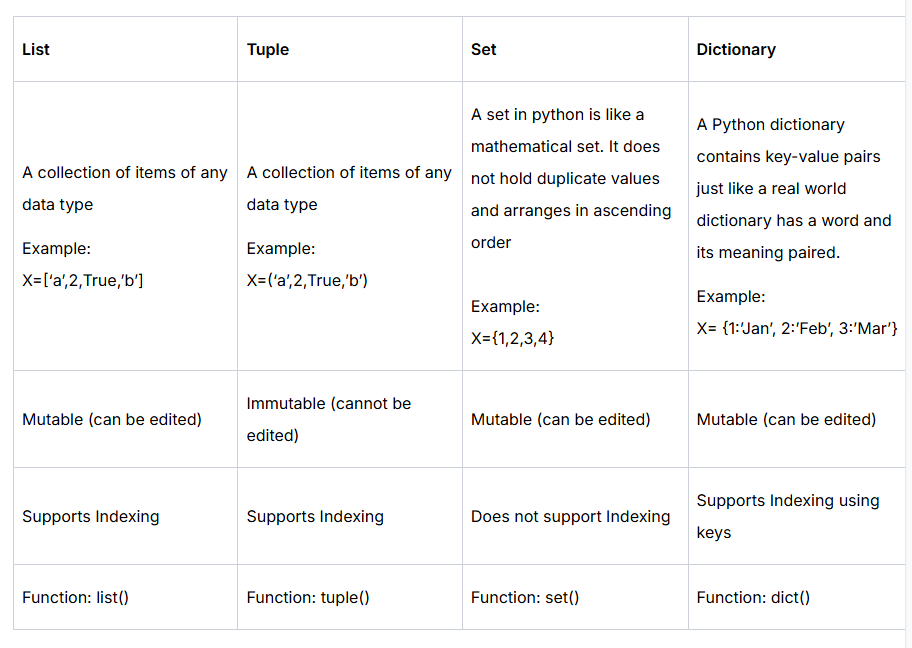 List
Tuple
Set
Dictionary
A collection of items of any
data type
Example:
X=[‘a’,2,True,’b’]
A collection of items of any
data type
Example:
X=(‘a’,2,True,’b’)
A set in python is like a
mathematical set. It does
not hold duplicate values
and arranges in ascending
order
Example:
X={1,2,3,4}
A Python dictionary
contains key-value pairs
just like a real world
dictionary has a word and
its meaning paired.
Example:
X= {1:’Jan’, 2:’Feb’, 3:’Mar’}
Mutable (can be edited)
Immutable (cannot be
edited)
Mutable (can be edited)
Mutable (can be edited)
Supports Indexing
Supports Indexing
Does not support Indexing
Supports Indexing using
keys
Function: list()
Function: tuple()
Function: set()
Function: dict()